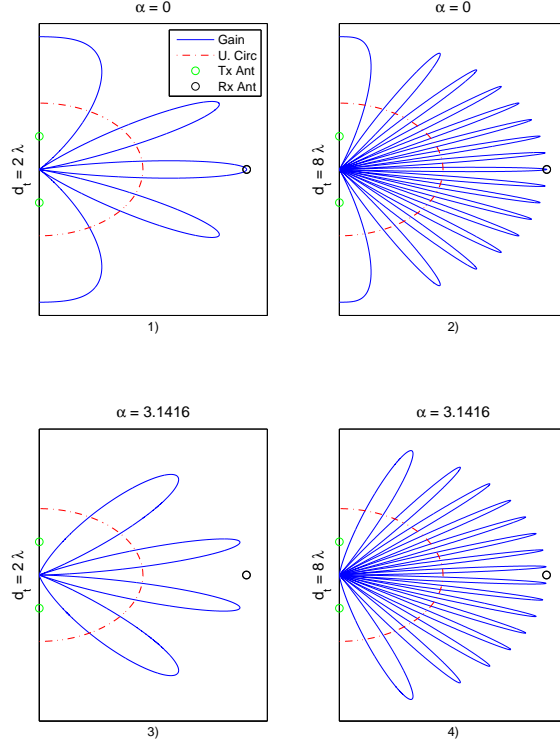 α = 0
d_t = 2 λ
Gain
U. Circ
Tx Ant
Rx Ant
1)
α = 0
d_t = 8 λ
2)
α = 3.1416
d_t = 2 λ
3)
α = 3.1416
d_t = 8 λ
4)